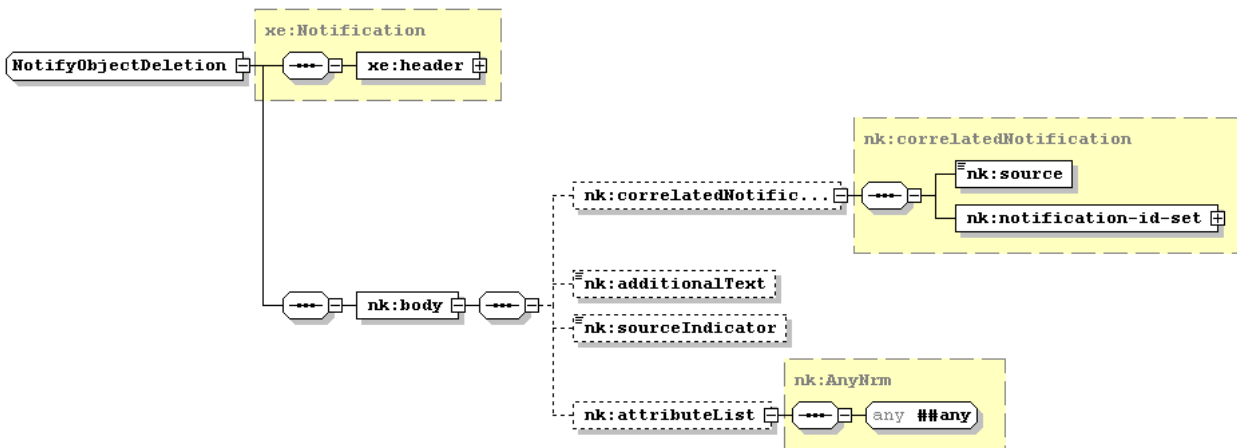 xe:Notification
NotifyObjectDeletion
xe:header
nk:correlatedNotification
nk:source
nk:correlatedNotific...
nk:notification-id-set
nk:additionalText
nk:body
nk:sourceIndicator
nk:AnyNrm
nk:attributeList
any ##any